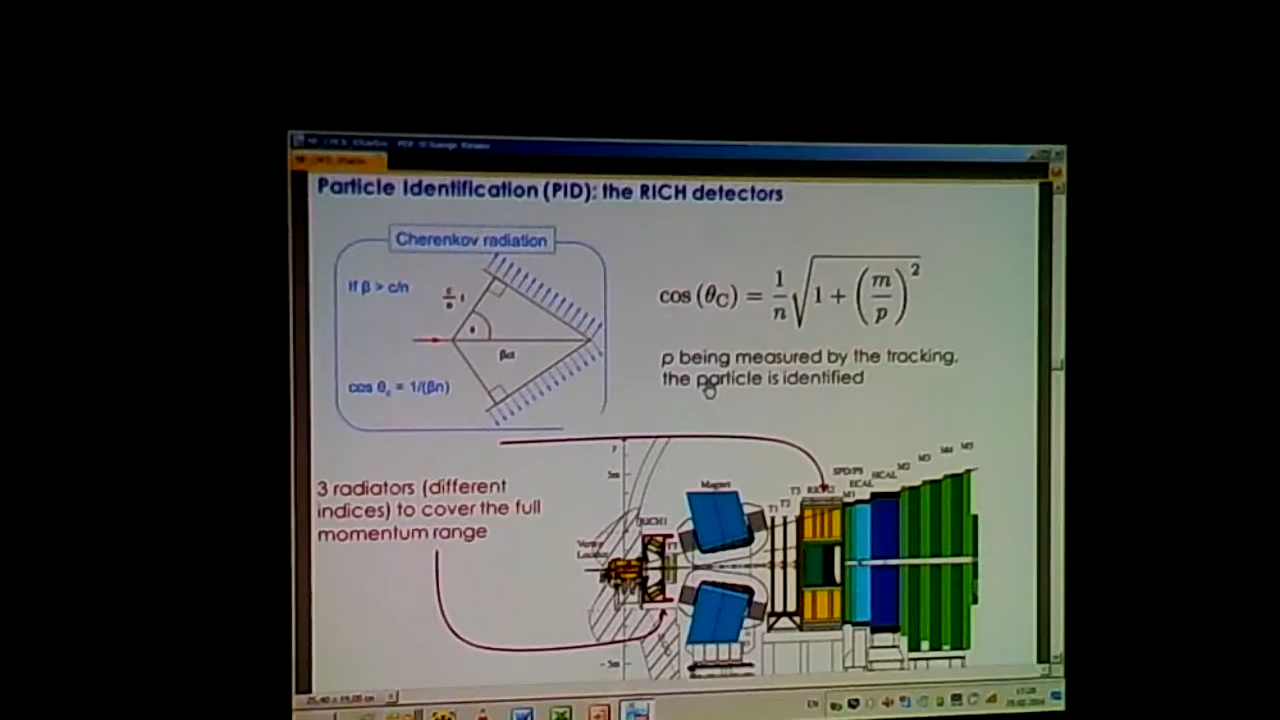 Particle Identification (PID): the RICH detectors
Cherenkov radiation
If β > c/n
βct
cos θc = 1/(βn)
cos (θC) = 1/n √(1 + (m/p)²)
p being measured by the tracking,
the particle is identified
3 radiators (different
indices) to cover the full
momentum range
5m
Magnet
RICH1
T1
T2
T3
RICH2
SPD/PS
ECAL
HCAL
M1
M2
M3
M4
M5
- 5m
EN